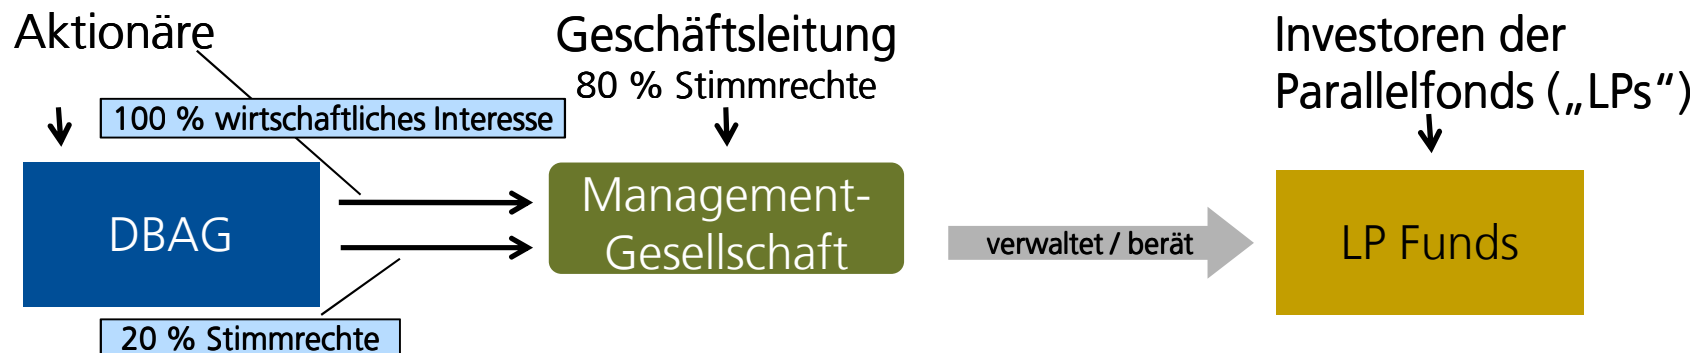 Aktionäre
Geschäftsleitung
80 % Stimmrechte
Investoren der
Parallelfonds („LPs“)
100 % wirtschaftliches Interesse
DBAG
Management-
Gesellschaft
verwaltet / berät
LP Funds
20 % Stimmrechte